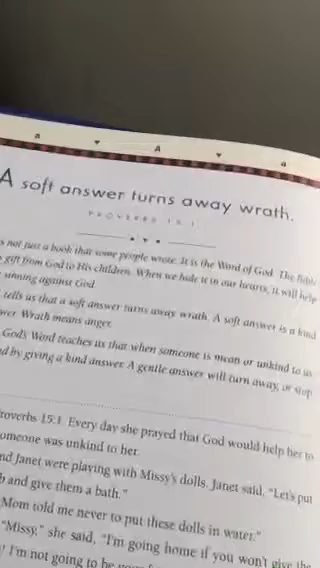 a A a
A soft answer turns away wrath.
PROVERBS 15:1
s not just a book that some people wrote. It is the Word of God. The Bible
gift from God to His children. When we hide it in our hearts, it will help
sinning against God.
tells us that a soft answer turns away wrath. A soft answer is a kind
wer. Wrath means anger.
God's Word teaches us that when someone is mean or unkind to us
d by giving a kind answer. A gentle answer will turn away, or stop
roverbs 15:1. Every day she prayed that God would help her to
omeone was unkind to her.
nd Janet were playing with Missy's dolls. Janet said, "Let's put
b and give them a bath."
Mom told me never to put these dolls in water."
"Missy," she said, "I'm going home if you won't give the
I'm not going to be